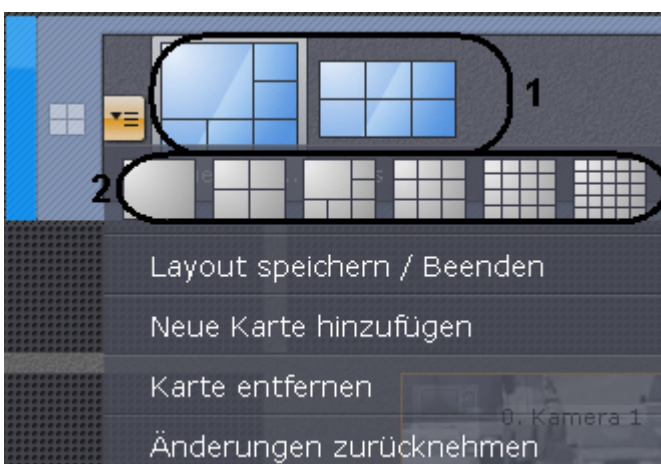 1
2
Layout speichern / Beenden
Neue Karte hinzufügen
Karte entfernen
0. Kamera 1
Änderungen zurücknehmen